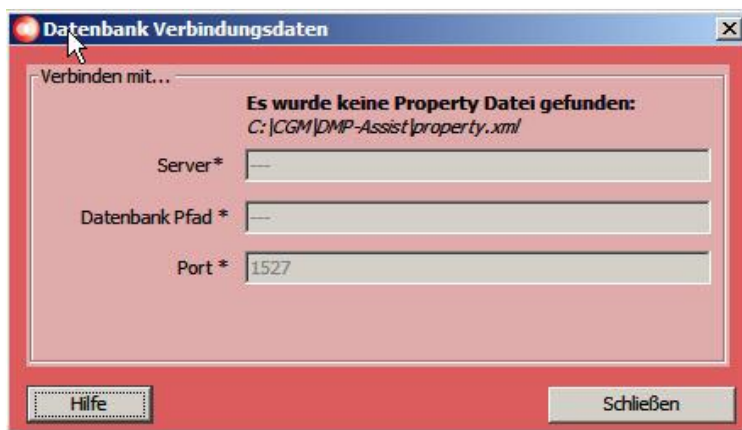 Datenbank Verbindungsdaten
Verbinden mit...
Es wurde keine Property Datei gefunden:
C:\CGM\DMP-Assist\property.xml
Server* ---
Datenbank Pfad * ---
Port * 1527
Hilfe Schließen